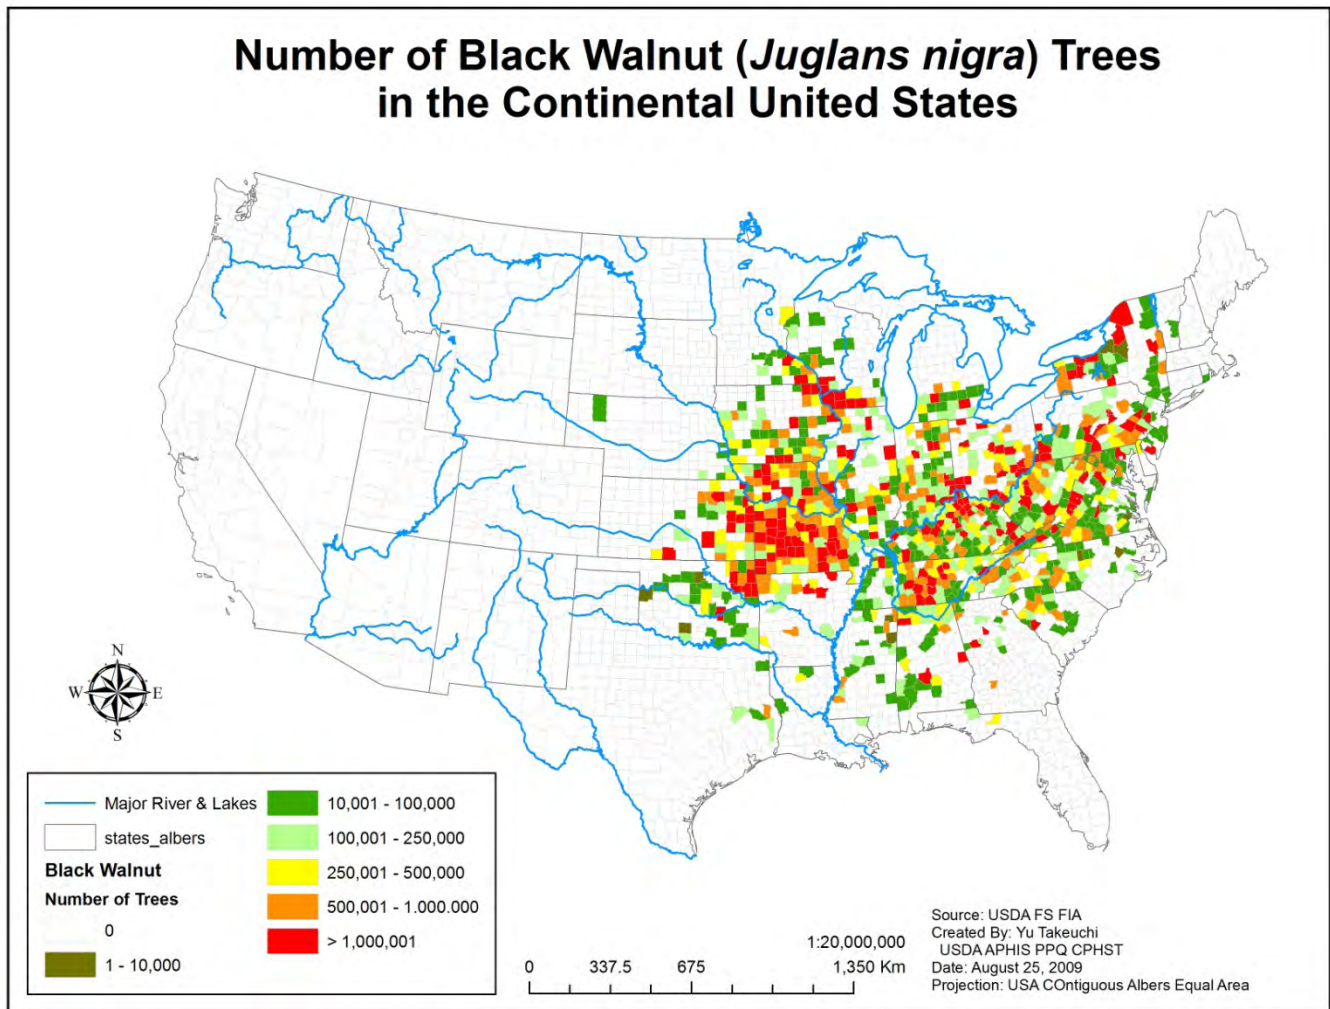 Number of Black Walnut (Juglans nigra) Trees
in the Continental United States
N
W E
S
Major River & Lakes
states_albers
Black Walnut
Number of Trees
0
1 - 10,000
10,001 - 100,000
100,001 - 250,000
250,001 - 500,000
500,001 - 1.000.000
> 1,000,001
1:20,000,000
0 337.5 675 1,350 Km
Source: USDA FS FIA
Created By: Yu Takeuchi
USDA APHIS PPQ CPHST
Date: August 25, 2009
Projection: USA COntiguous Albers Equal Area